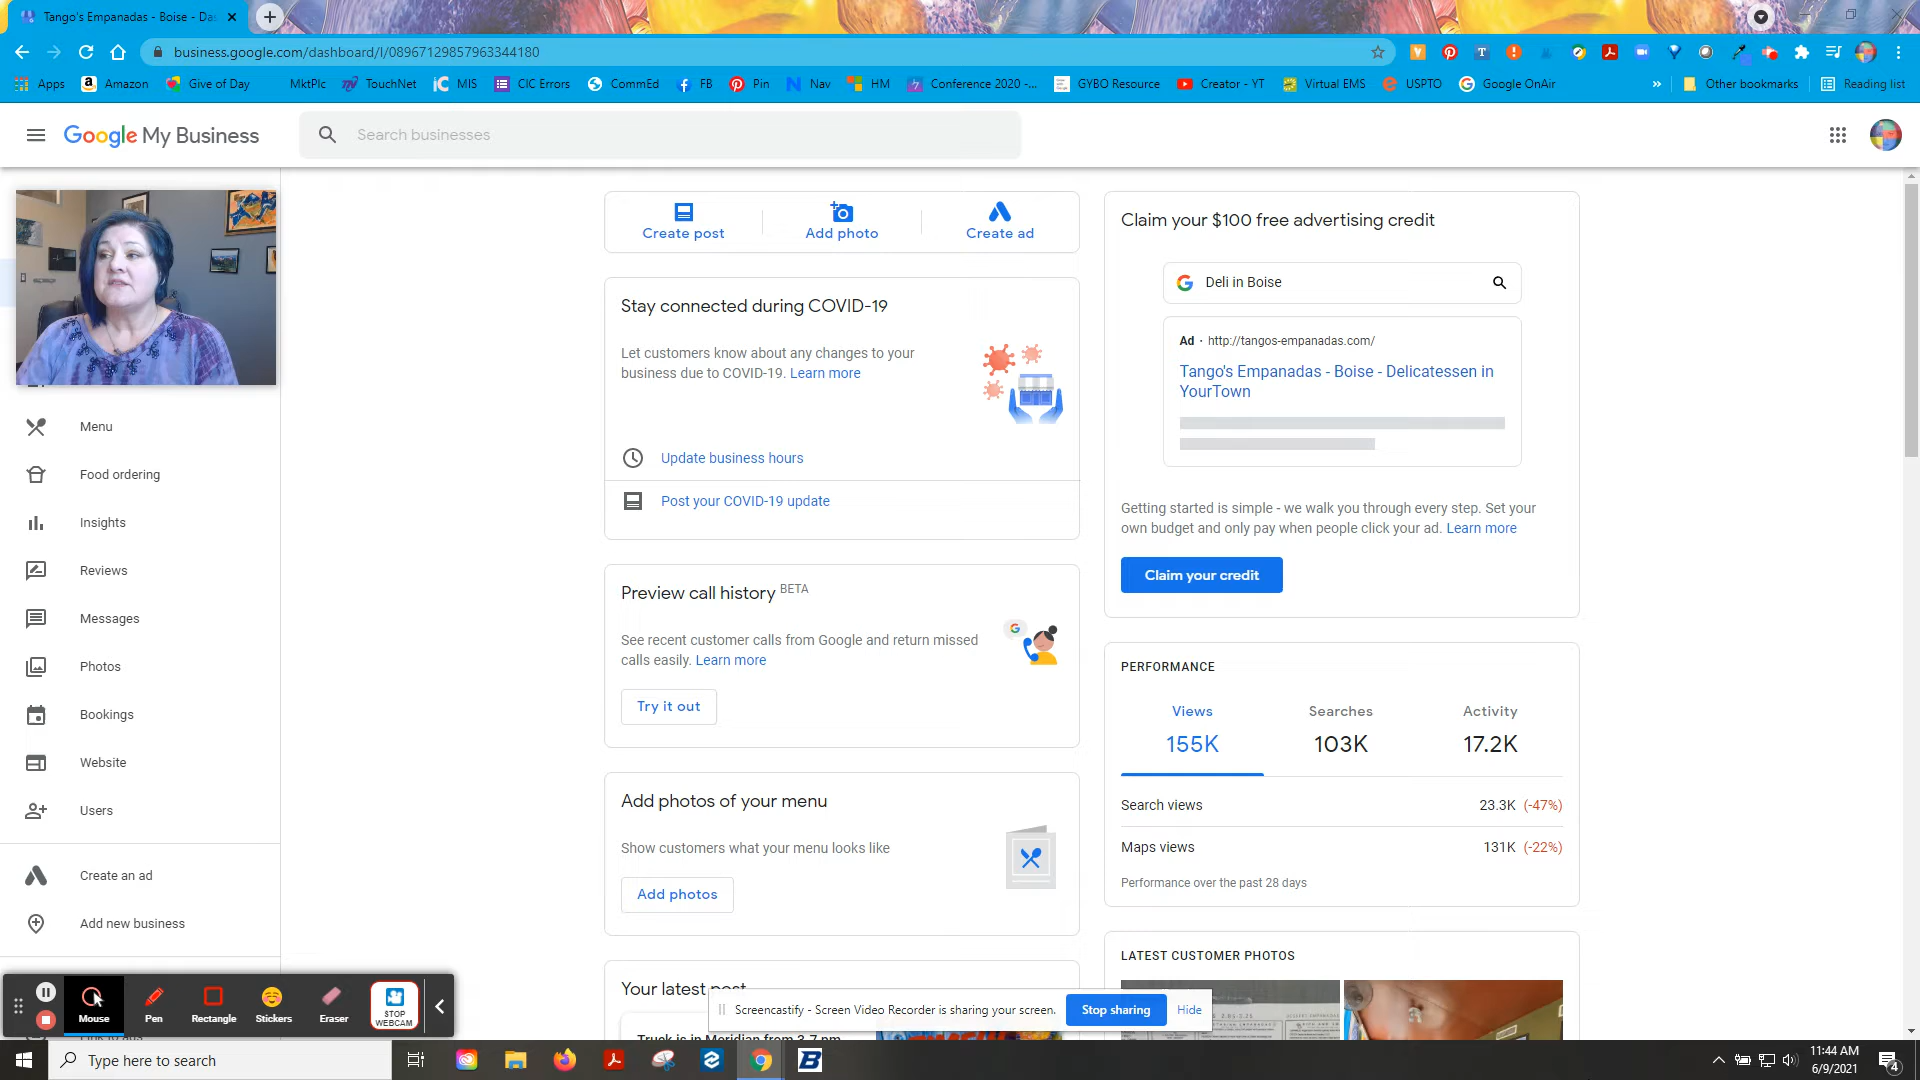 Tango's Empanadas - Boise - Das
business.google.com/dashboard/l/08967129857963344180
Apps Amazon Give of Day MktPlc TouchNet MIS CIC Errors CommEd FB Pin Nav HM Conference 2020 -... GYBO Resource Creator - YT Virtual EMS USPTO Google OnAir » Other bookmarks Reading list
Google My Business
Search businesses
Menu
Food ordering
Insights
Reviews
Messages
Photos
Bookings
Website
Users
Create an ad
Add new business
Create post
Add photo
Create ad
Stay connected during COVID-19
Let customers know about any changes to your
business due to COVID-19. Learn more
Update business hours
Post your COVID-19 update
Preview call history BETA
See recent customer calls from Google and return missed
calls easily. Learn more
Try it out
Add photos of your menu
Show customers what your menu looks like
Add photos
Your latest post
Truck is in Meridian from 3-7 pm
Claim your $100 free advertising credit
Deli in Boise
Ad · http://tangos-empanadas.com/
Tango's Empanadas - Boise - Delicatessen in
YourTown
Getting started is simple - we walk you through every step. Set your
own budget and only pay when people click your ad. Learn more
Claim your credit
PERFORMANCE
Views Searches Activity
155K 103K 17.2K
Search views 23.3K (-47%)
Maps views 131K (-22%)
Performance over the past 28 days
LATEST CUSTOMER PHOTOS
Mouse Pen Rectangle Stickers Eraser STOP
WEBCAM
Screencastify - Screen Video Recorder is sharing your screen. Stop sharing Hide
Type here to search
11:44 AM
6/9/2021
4